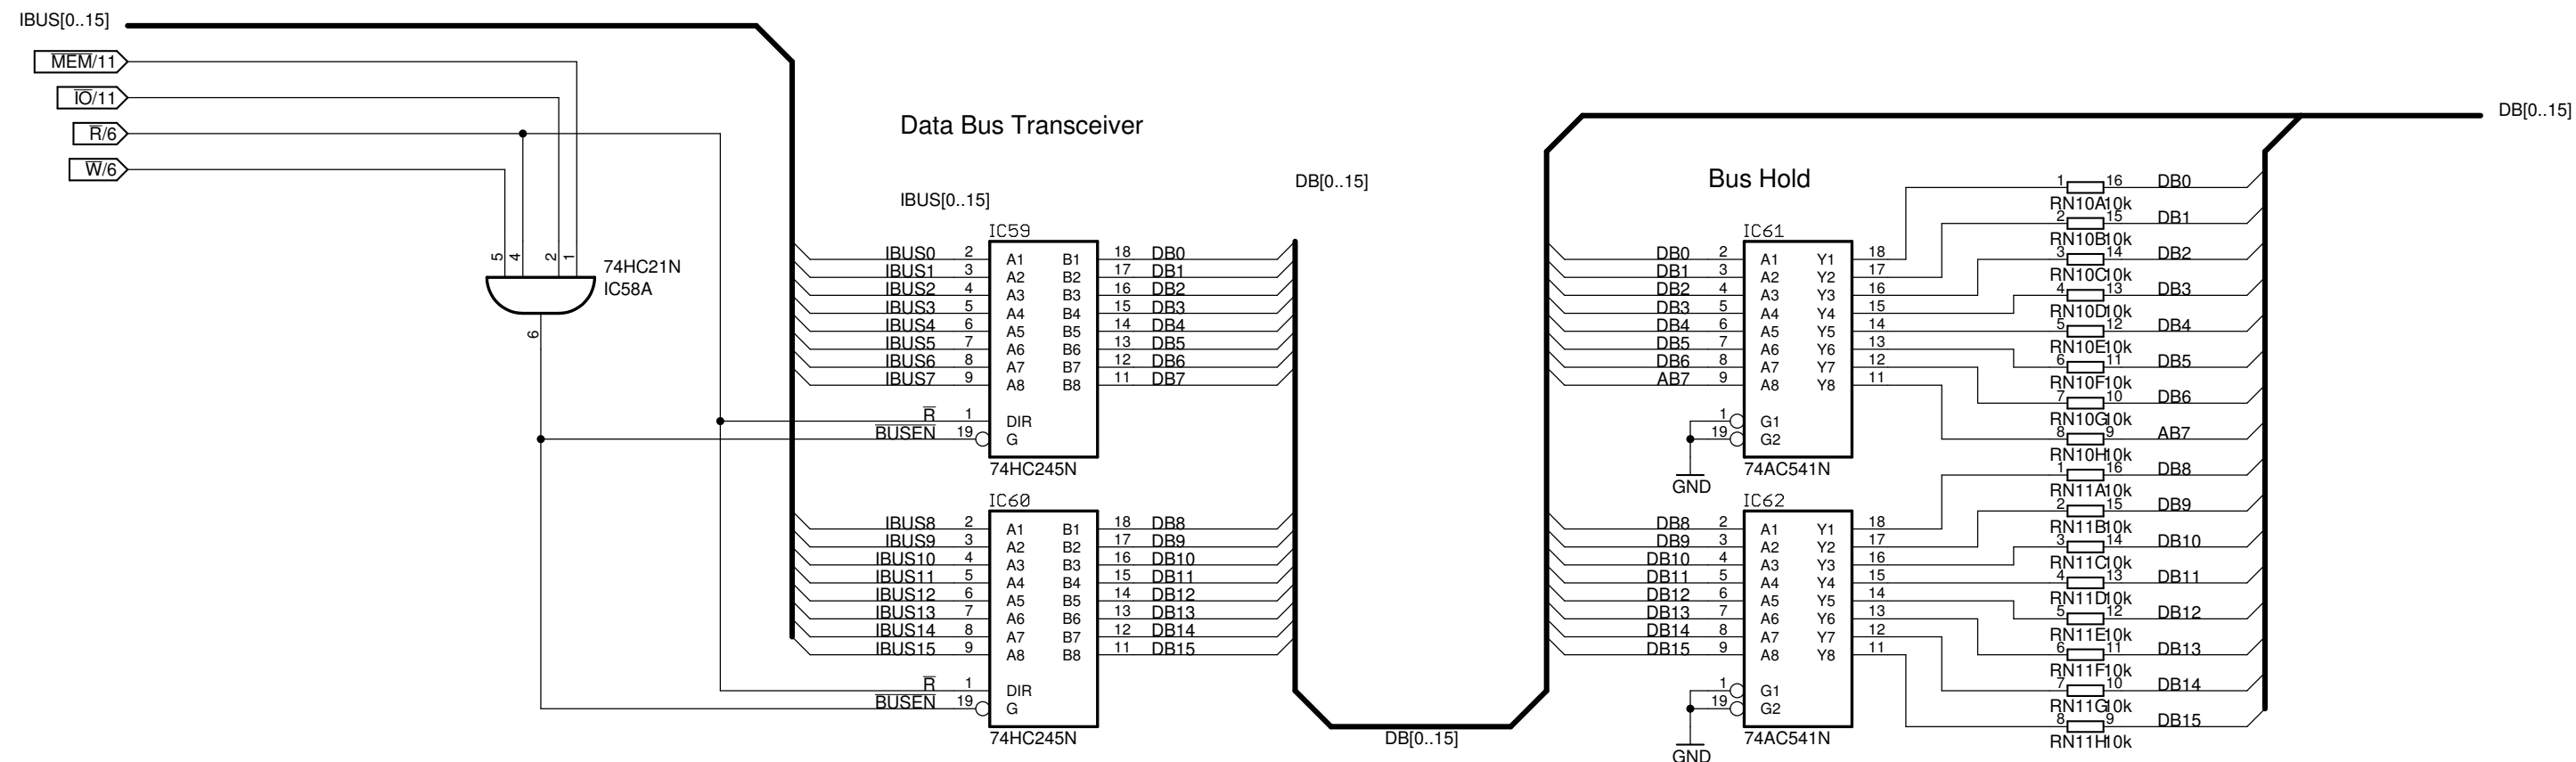 IBUS[0..15]
MEM/11
IO/11
R/6
W/6
5 4 2 1
74HC21N
IC58A
6
Data Bus Transceiver
IBUS[0..15]
IC59
IBUS0 2 A1 B1 18 DB0
IBUS1 3 A2 B2 17 DB1
IBUS2 4 A3 B3 16 DB2
IBUS3 5 A4 B4 15 DB3
IBUS4 6 A5 B5 14 DB4
IBUS5 7 A6 B6 13 DB5
IBUS6 8 A7 B7 12 DB6
IBUS7 9 A8 B8 11 DB7
R 1 DIR
BUSEN 19 G
74HC245N
IC60
IBUS8 2 A1 B1 18 DB8
IBUS9 3 A2 B2 17 DB9
IBUS10 4 A3 B3 16 DB10
IBUS11 5 A4 B4 15 DB11
IBUS12 6 A5 B5 14 DB12
IBUS13 7 A6 B6 13 DB13
IBUS14 8 A7 B7 12 DB14
IBUS15 9 A8 B8 11 DB15
R 1 DIR
BUSEN 19 G
74HC245N
DB[0..15]
DB[0..15]
Bus Hold
IC61
DB0 2 A1 Y1 18
DB1 3 A2 Y2 17
DB2 4 A3 Y3 16
DB3 5 A4 Y4 15
DB4 6 A5 Y5 14
DB5 7 A6 Y6 13
DB6 8 A7 Y7 12
AB7 9 A8 Y8 11
1 G1
19 G2
GND
74AC541N
IC62
DB8 2 A1 Y1 18
DB9 3 A2 Y2 17
DB10 4 A3 Y3 16
DB11 5 A4 Y4 15
DB12 6 A5 Y5 14
DB13 7 A6 Y6 13
DB14 8 A7 Y7 12
DB15 9 A8 Y8 11
1 G1
19 G2
GND
74AC541N
DB[0..15]
1 16 DB0
RN10A 10k
2 15 DB1
RN10B 10k
3 14 DB2
RN10C 10k
4 13 DB3
RN10D 10k
5 12 DB4
RN10E 10k
6 11 DB5
RN10F 10k
7 10 DB6
RN10G 10k
8 9 AB7
RN10H 10k
1 16 DB8
RN11A 10k
2 15 DB9
RN11B 10k
3 14 DB10
RN11C 10k
4 13 DB11
RN11D 10k
5 12 DB12
RN11E 10k
6 11 DB13
RN11F 10k
7 10 DB14
RN11G 10k
8 9 DB15
RN11H 10k